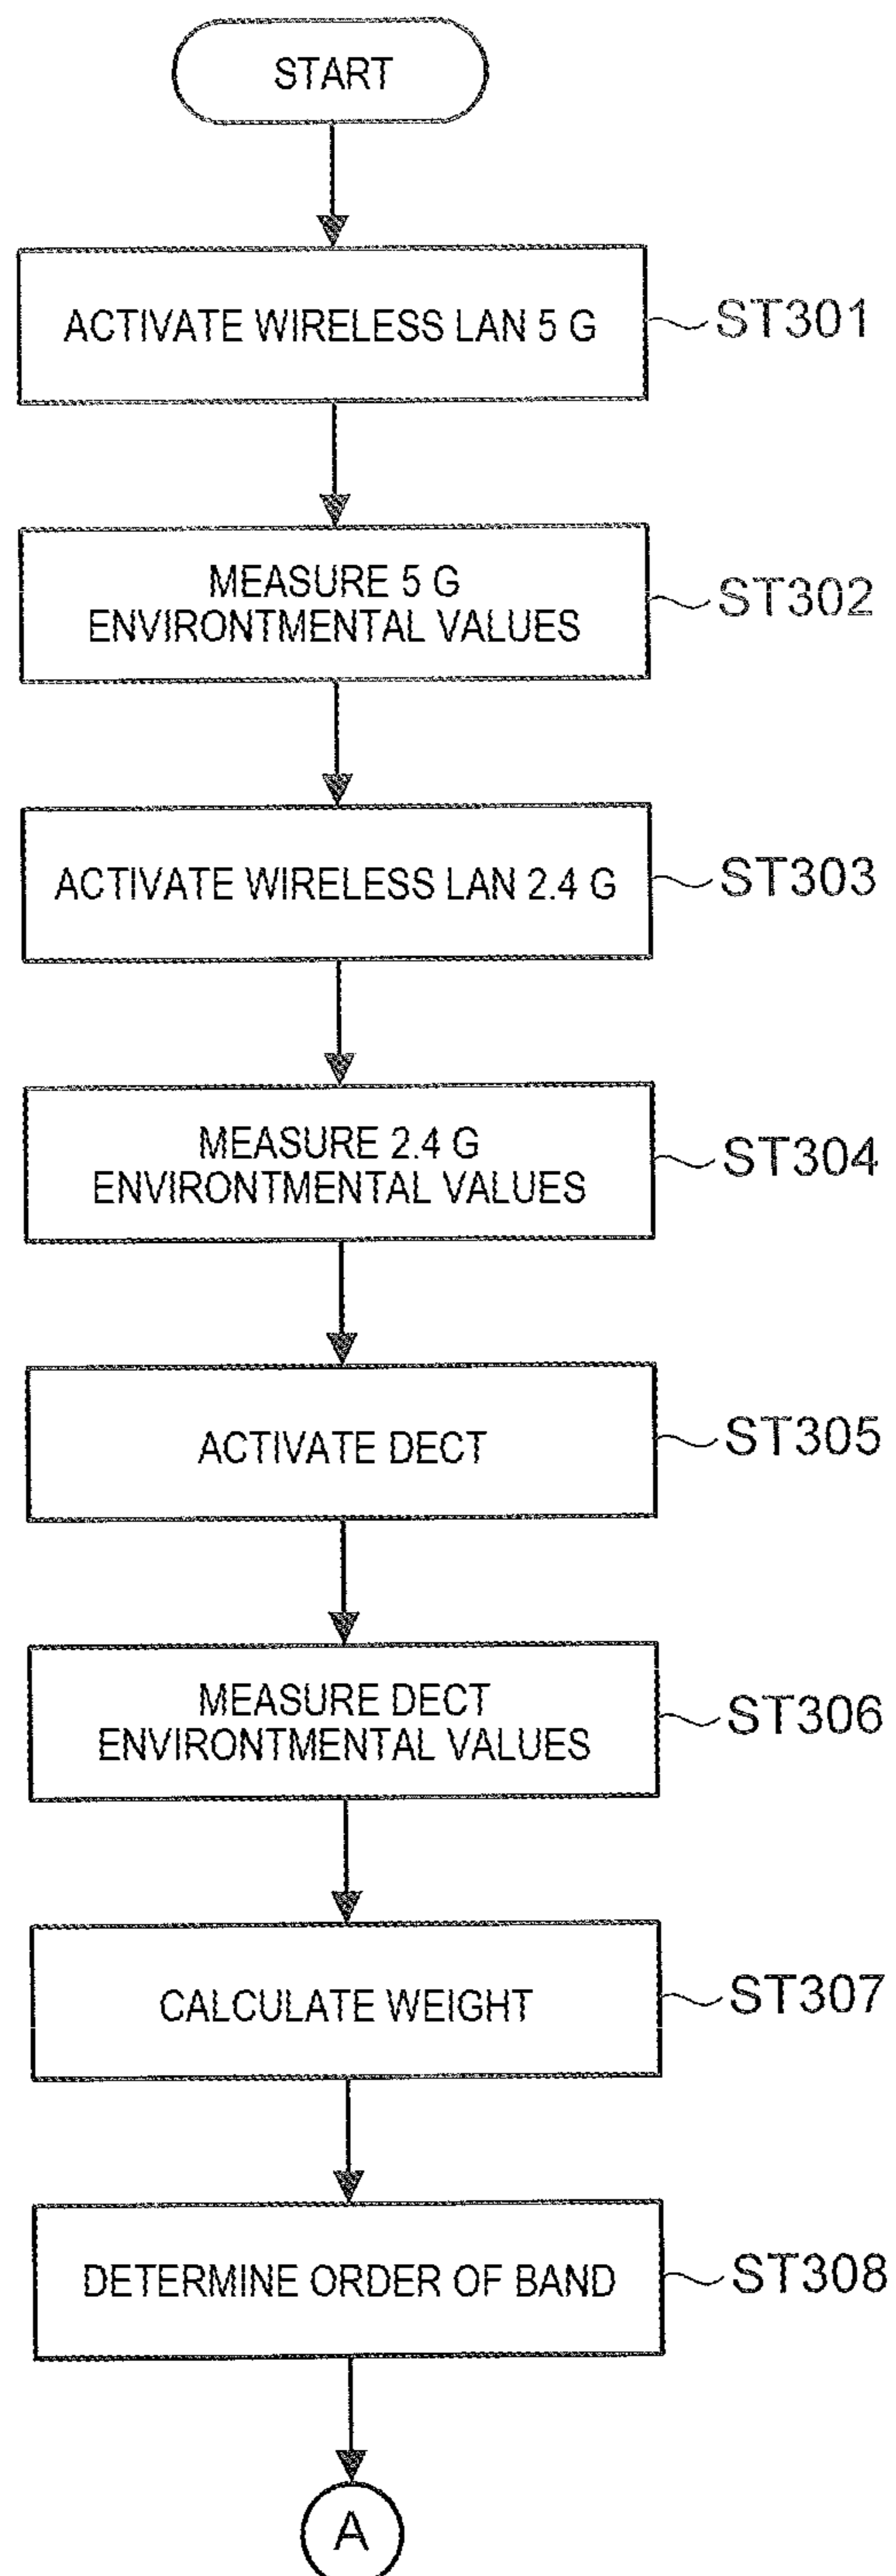 START
ACTIVATE WIRELESS LAN 5 G
ST301
MEASURE 5 G
ENVIRONTMENTAL VALUES
ST302
ACTIVATE WIRELESS LAN 2.4 G
ST303
MEASURE 2.4 G
ENVIRONTMENTAL VALUES
ST304
ACTIVATE DECT
ST305
MEASURE DECT
ENVIRONTMENTAL VALUES
ST306
CALCULATE WEIGHT
ST307
DETERMINE ORDER OF BAND
ST308
A